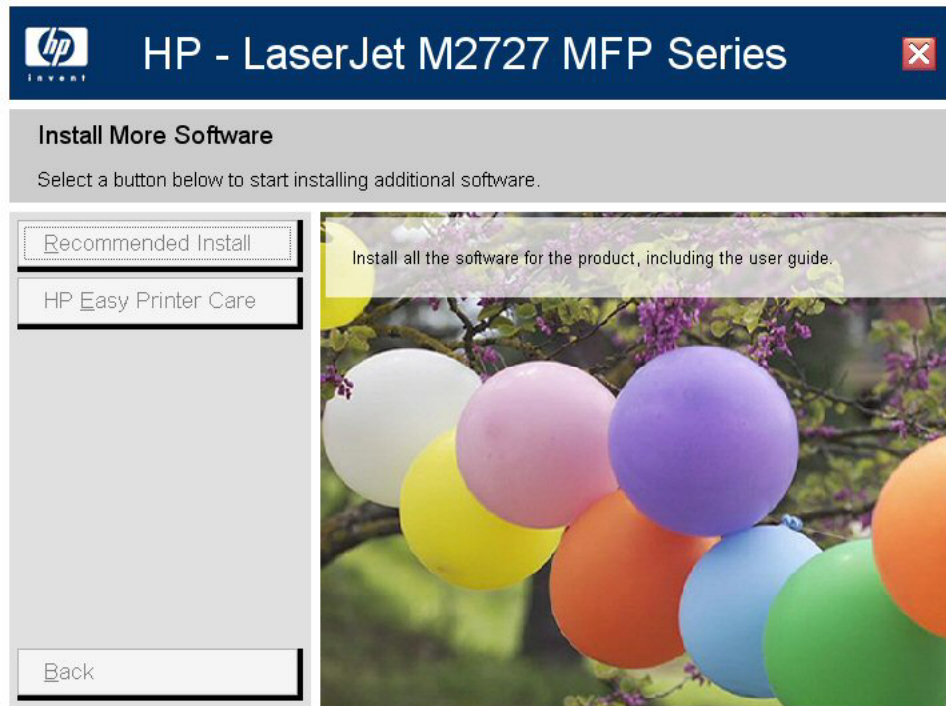 hp
invent
HP - LaserJet M2727 MFP Series
Install More Software
Select a button below to start installing additional software.
Recommended Install
Install all the software for the product, including the user guide.
HP Easy Printer Care
Back